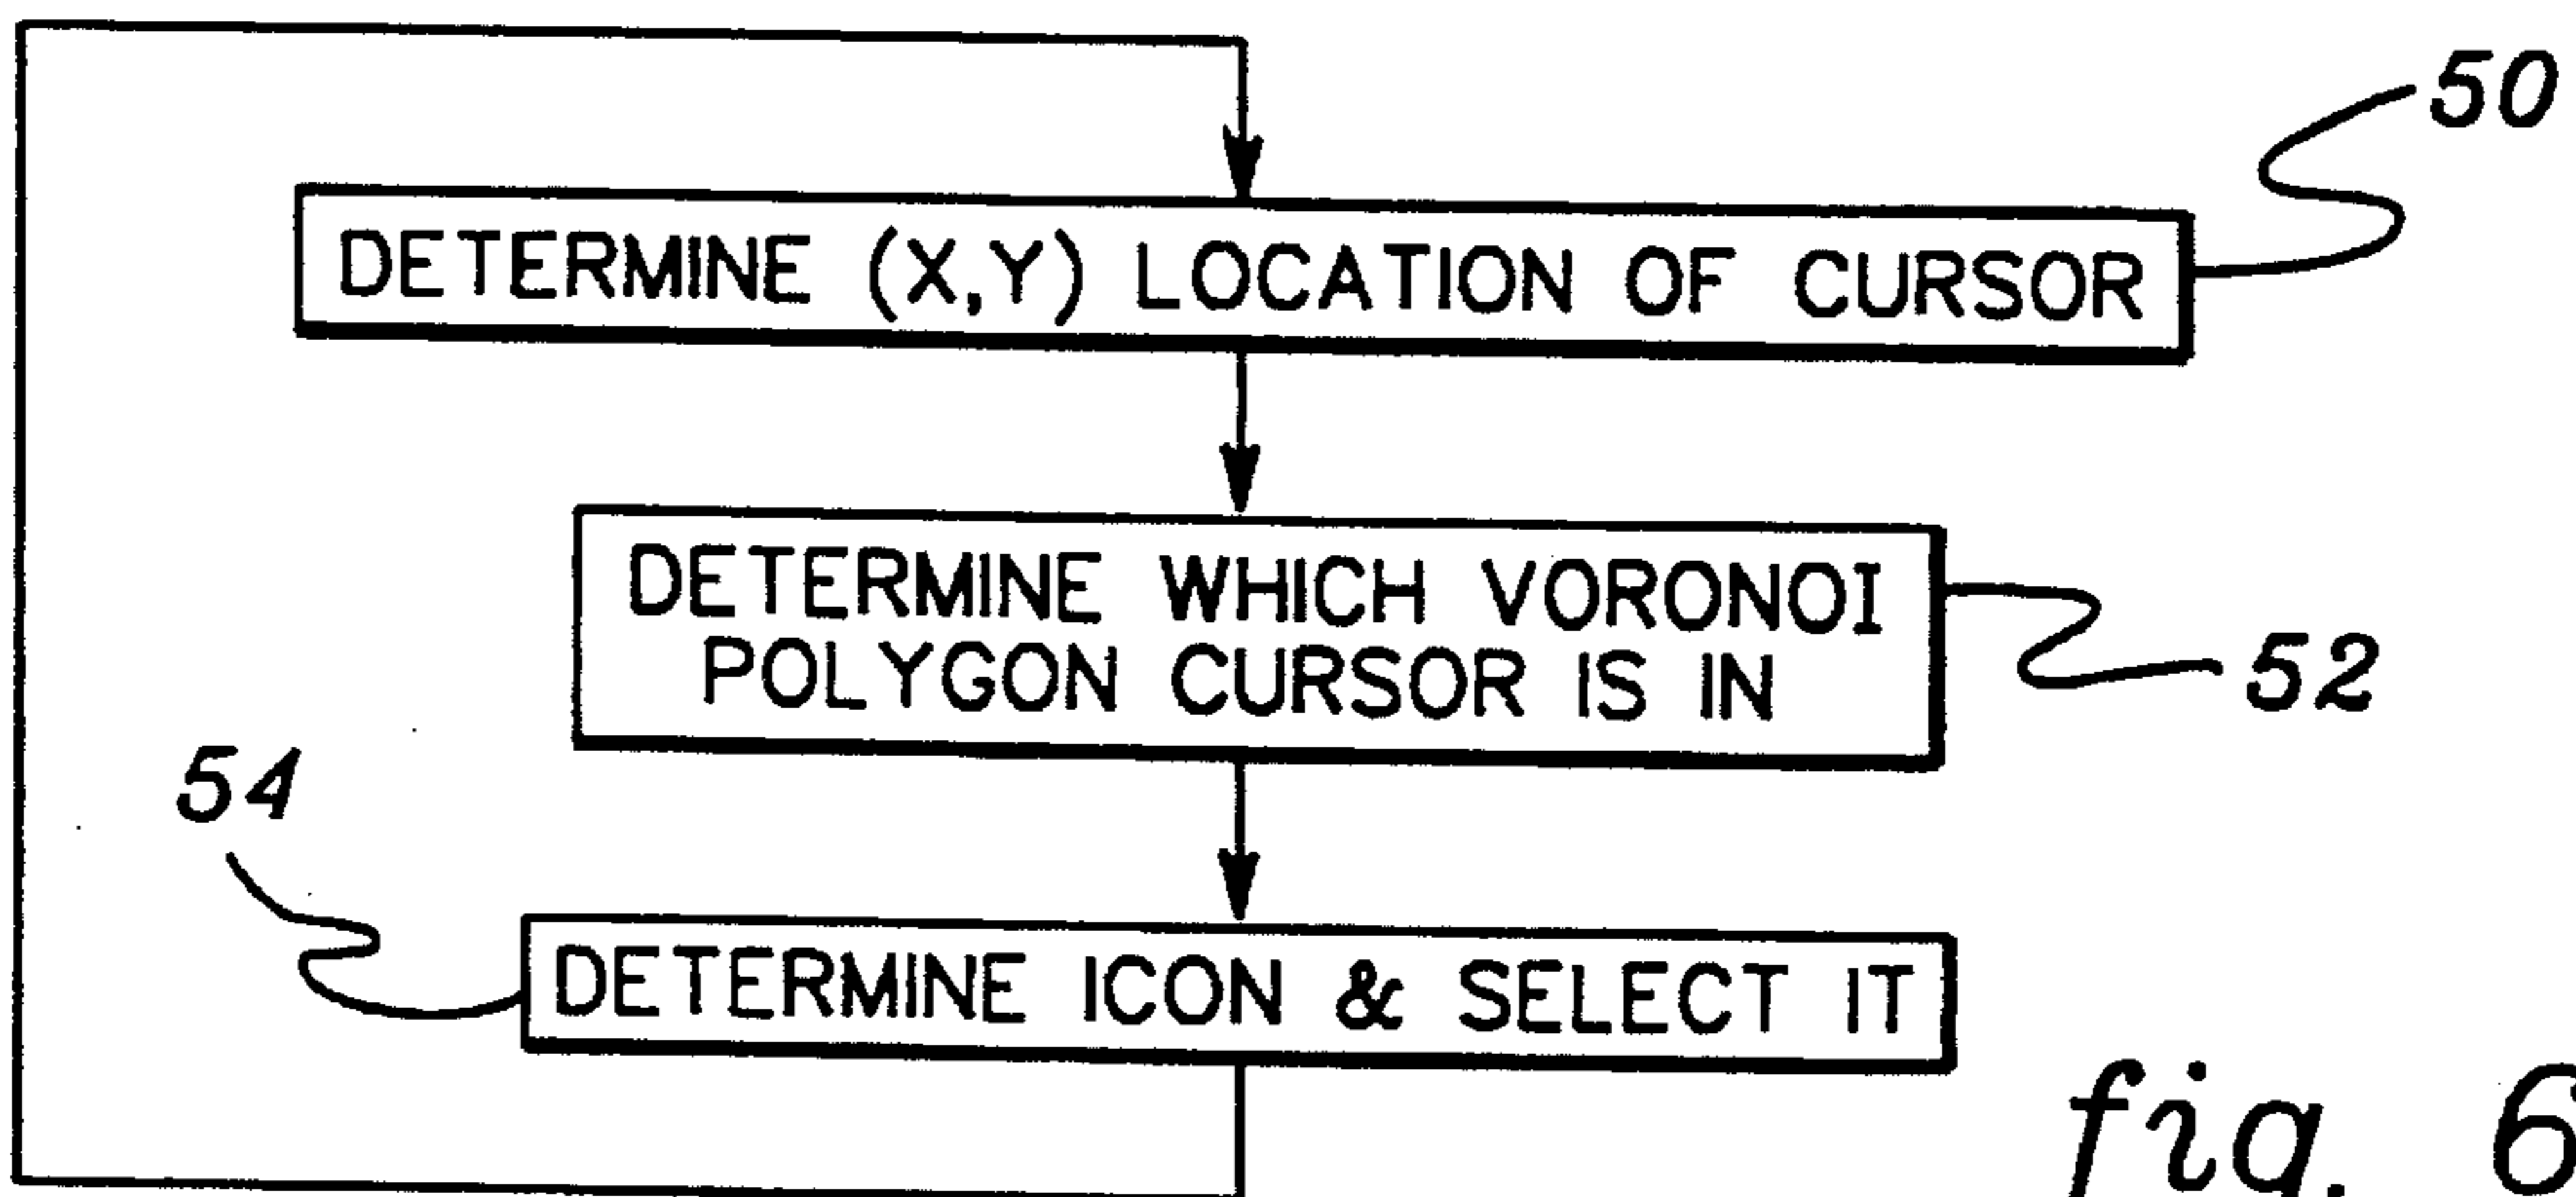 50
DETERMINE (X,Y) LOCATION OF CURSOR
DETERMINE WHICH VORONOI
POLYGON CURSOR IS IN
52
54
DETERMINE ICON & SELECT IT
fig. 6